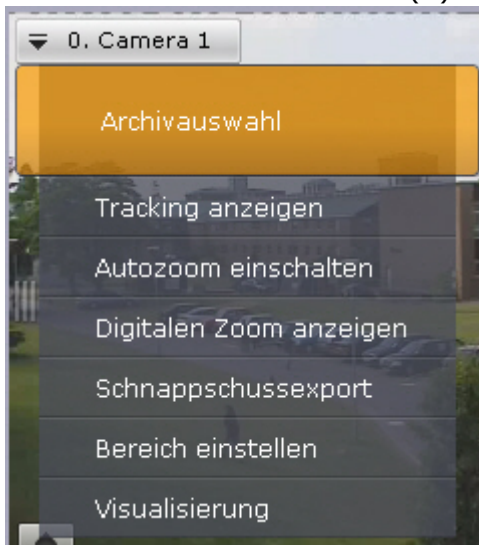 0. Camera 1
Archivauswahl
Tracking anzeigen
Autozoom einschalten
Digitalen Zoom anzeigen
Schnappschussexport
Bereich einstellen
Visualisierung